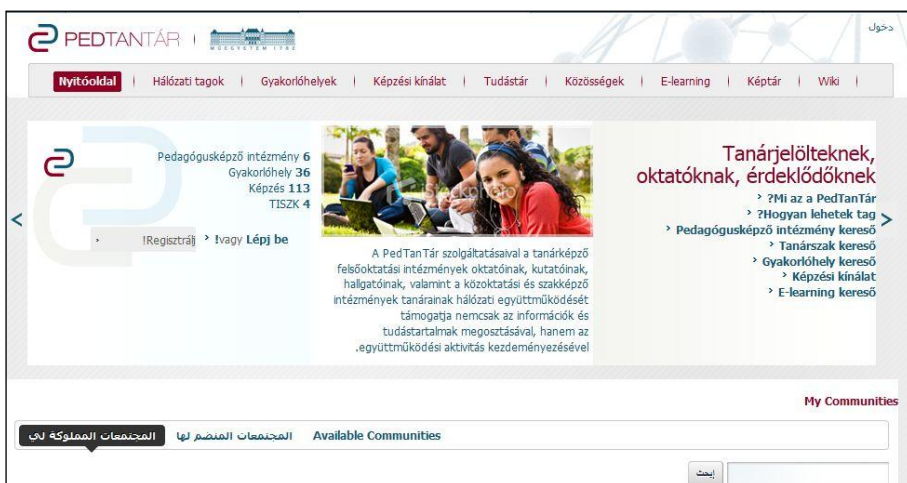 PEDTANTÁR
MŰEGYETEM 1782
دخول
Nyitóoldal | Hálózati tagok | Gyakorlóhelyek | Képzési kínálat | Tudástár | Közösségek | E-learning | Képtár | Wiki |
Pedagógusképző intézmény 6
Gyakorlóhely 36
Képzés 113
TISZK 4
!Regisztrálj › !vagy Lépj be
iStockphoto
A PedTanTár szolgáltatásaival a tanárképző
felsőoktatási intézmények oktatóinak, kutatóinak,
hallgatóinak, valamint a közoktatási és szakképző
intézmények tanárainak hálózati együttműködését
támogatja nemcsak az információk és
tudástartalmak megosztásával, hanem az
.együttműködési aktivitás kezdeményezésével
Tanárjelölteknek,
oktatóknak, érdeklődőknek
?Mi az a PedTanTár
?Hogyan lehetek tag
Pedagógusképző intézmény kereső
Tanárszak kereső
Gyakorlóhely kereső
Képzési kínálat
E-learning kereső
My Communities
المجتمعات المملوكة لي المجتمعات المنضم لها Available Communities
إبحث